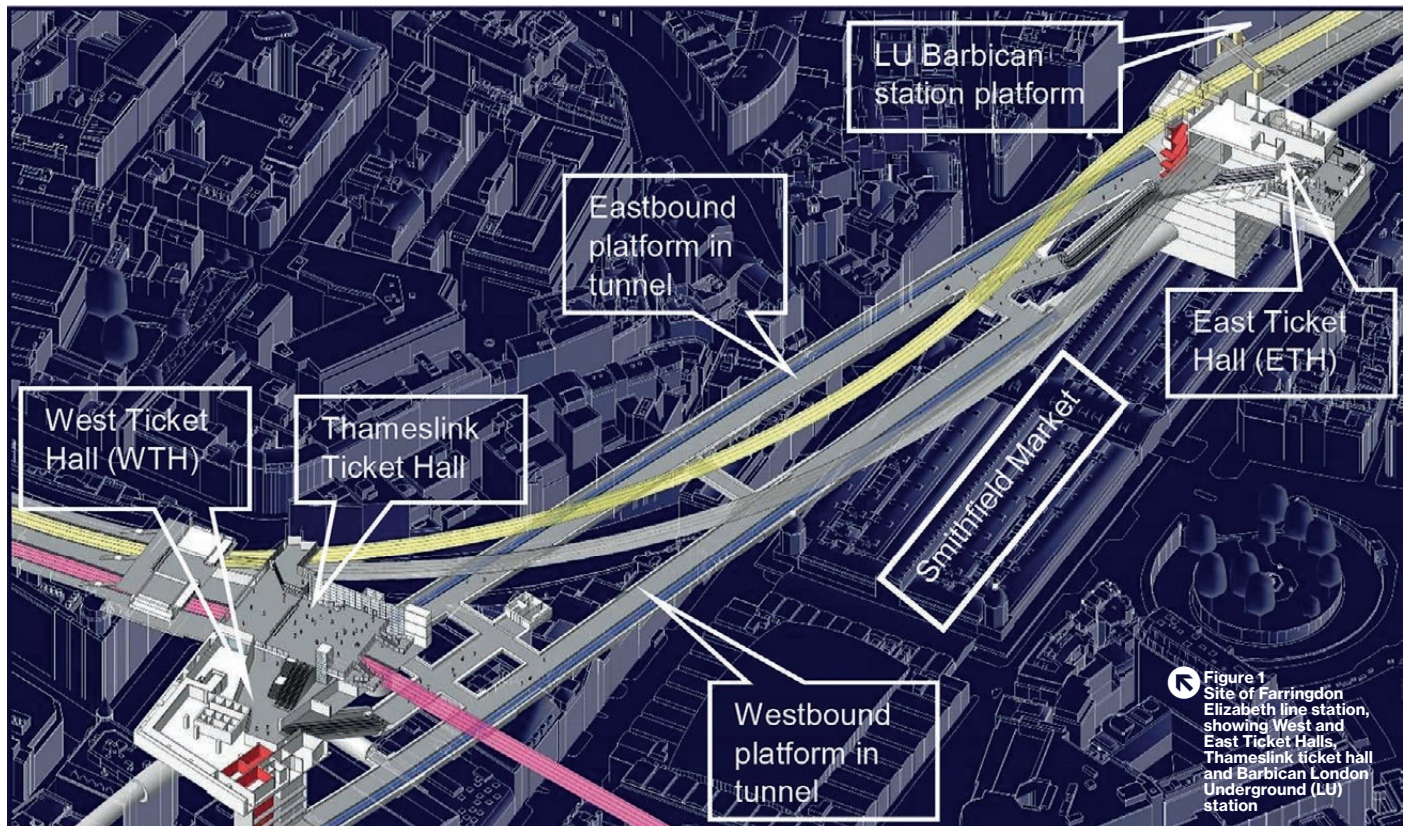 LU Barbican
station platform
Eastbound
platform in
tunnel
East Ticket
Hall (ETH)
West Ticket
Hall (WTH)
Thameslink
Ticket Hall
Smithfield Market
Westbound
platform in
tunnel
Figure 1
Site of Farringdon
Elizabeth line station,
showing West and
East Ticket Halls,
Thameslink ticket hall
and Barbican London
Underground (LU)
station